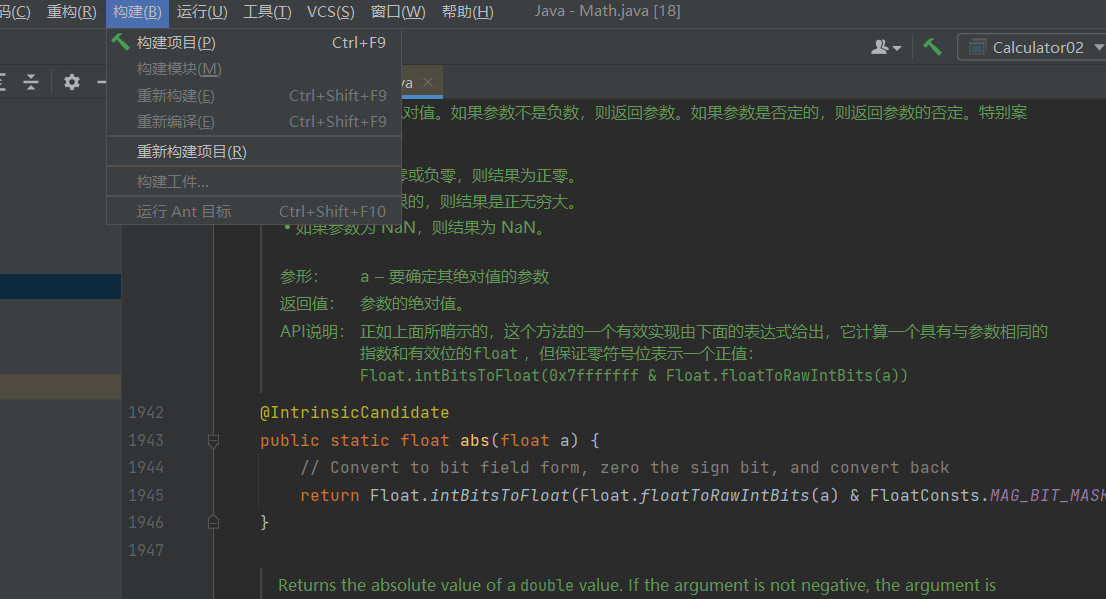 码(C) 重构(R) 构建(B) 运行(U) 工具(T) VCS(S) 窗口(W) 帮助(H) Java - Math.java [18]
构建项目(P) Ctrl+F9
构建模块(M)
重新构建(E) Ctrl+Shift+F9
重新编译(E) Ctrl+Shift+F9
重新构建项目(R)
构建工件...
运行 Ant 目标 Ctrl+Shift+F10
Calculator02
va
对值。如果参数不是负数，则返回参数。如果参数是否定的，则返回参数的否定。特别案
零或负零，则结果为正零。
限的，则结果是正无穷大。
• 如果参数为 NaN，则结果为 NaN。
参形： a – 要确定其绝对值的参数
返回值： 参数的绝对值。
API说明： 正如上面所暗示的，这个方法的一个有效实现由下面的表达式给出，它计算一个具有与参数相同的
指数和有效位的float ，但保证零符号位表示一个正值：
Float.intBitsToFloat(0x7fffffff & Float.floatToRawIntBits(a))
1942 @IntrinsicCandidate
1943 public static float abs(float a) {
1944 // Convert to bit field form, zero the sign bit, and convert back
1945 return Float.intBitsToFloat(Float.floatToRawIntBits(a) & FloatConsts.MAG_BIT_MASK
1946 }
1947
Returns the absolute value of a double value. If the argument is not negative, the argument is